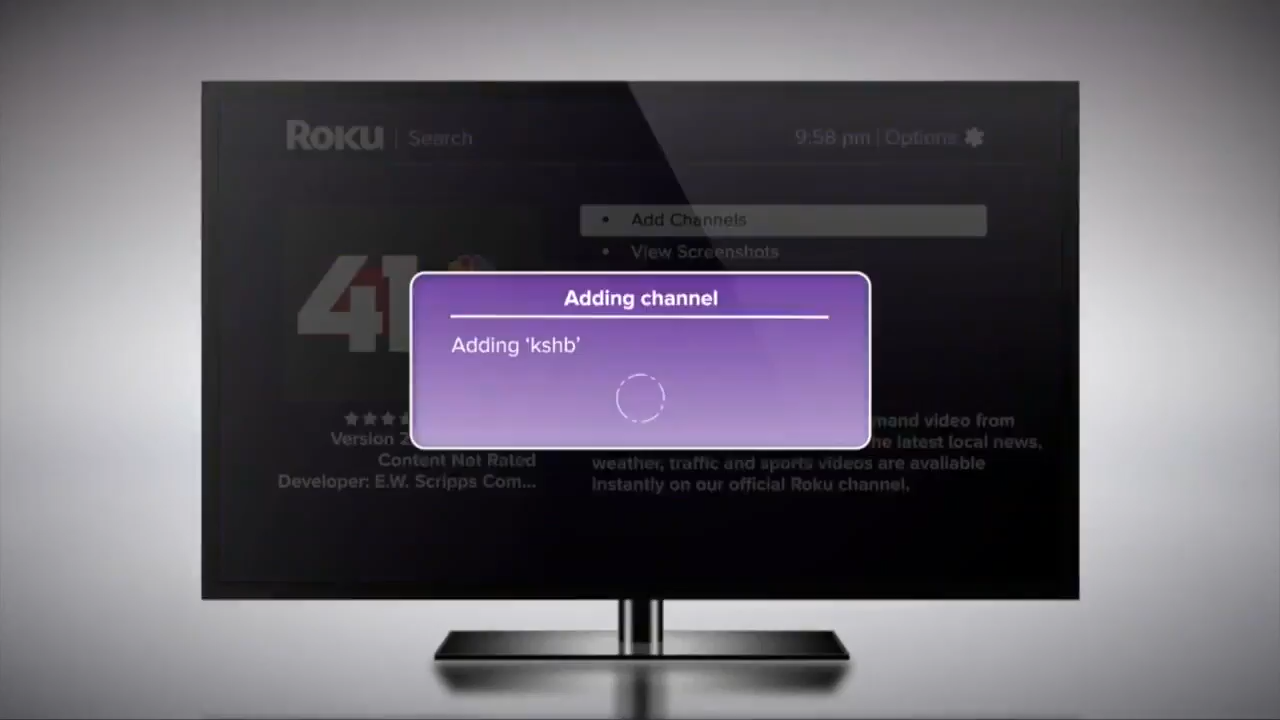 Roku | Search
9:58 pm | Options
Add Channels
View Screenshots
41
Adding channel
Adding ‘kshb’
Version 2
Content Not Rated
Developer: E.W. Scripps Com...
video from
latest local news,
weather, traffic and sports videos are available
instantly on our official Roku channel.